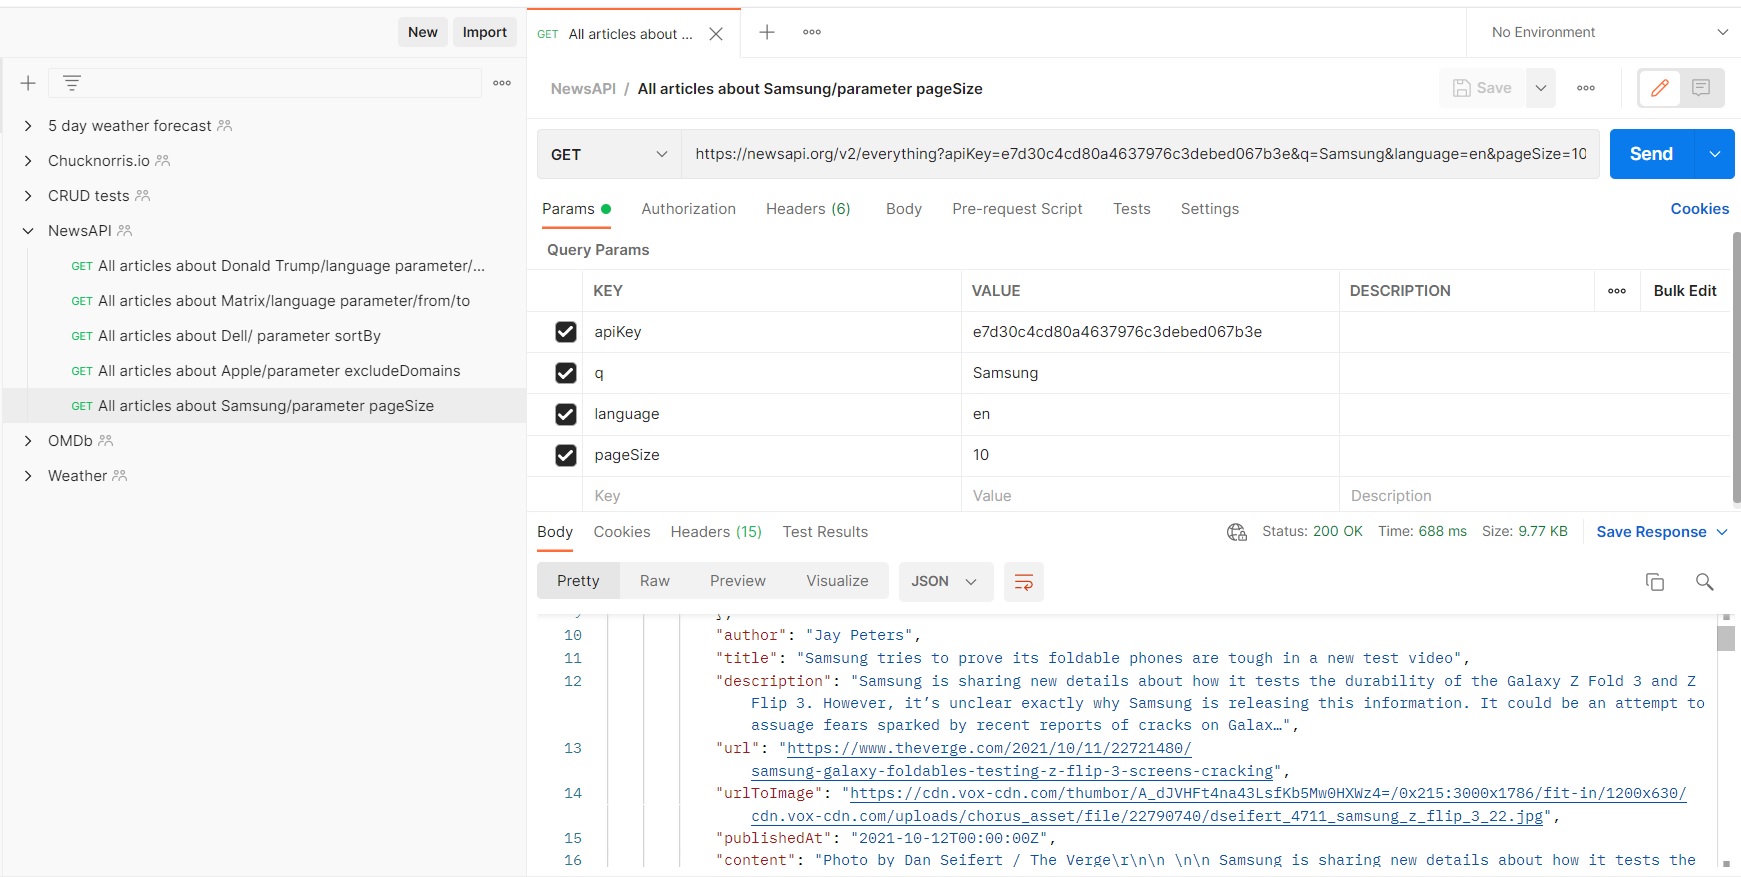 New Import
GET All articles about ...
No Environment
5 day weather forecast
Chucknorris.io
CRUD tests
NewsAPI
GET All articles about Donald Trump/language parameter/...
GET All articles about Matrix/language parameter/from/to
GET All articles about Dell/ parameter sortBy
GET All articles about Apple/parameter excludeDomains
GET All articles about Samsung/parameter pageSize
OMDb
Weather
NewsAPI / All articles about Samsung/parameter pageSize
Save
GET https://newsapi.org/v2/everything?apiKey=e7d30c4cd80a4637976c3debed067b3e&q=Samsung&language=en&pageSize=10
Send
Params Authorization Headers (6) Body Pre-request Script Tests Settings Cookies
Query Params
KEY VALUE DESCRIPTION Bulk Edit
apiKey e7d30c4cd80a4637976c3debed067b3e
q Samsung
language en
pageSize 10
Key Value Description
Body Cookies Headers (15) Test Results Status: 200 OK Time: 688 ms Size: 9.77 KB Save Response
Pretty Raw Preview Visualize JSON
9 },
10 "author": "Jay Peters",
11 "title": "Samsung tries to prove its foldable phones are tough in a new test video",
12 "description": "Samsung is sharing new details about how it tests the durability of the Galaxy Z Fold 3 and Z
Flip 3. However, it’s unclear exactly why Samsung is releasing this information. It could be an attempt to
assuage fears sparked by recent reports of cracks on Galax…",
13 "url": "https://www.theverge.com/2021/10/11/22721480/
samsung-galaxy-foldables-testing-z-flip-3-screens-cracking",
14 "urlToImage": "https://cdn.vox-cdn.com/thumbor/A_dJVHFt4na43LsfKb5Mw0HXWz4=/0x215:3000x1786/fit-in/1200x630/
cdn.vox-cdn.com/uploads/chorus_asset/file/22790740/dseifert_4711_samsung_z_flip_3_22.jpg",
15 "publishedAt": "2021-10-12T00:00:00Z",
16 "content": "Photo by Dan Seifert / The Verge\r\n\n \n\n Samsung is sharing new details about how it tests the